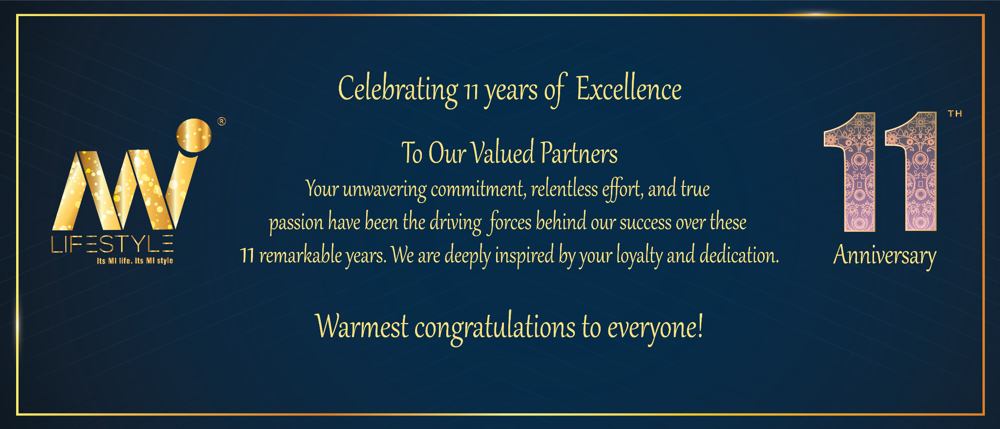 Celebrating 11 years of Excellence
To Our Valued Partners
Your unwavering commitment, relentless effort, and true
passion have been the driving forces behind our success over these
11 remarkable years. We are deeply inspired by your loyalty and dedication.
Warmest congratulations to everyone!
Mi ®
LIFESTYLE
Its MI life. Its MI style
11 TH
Anniversary